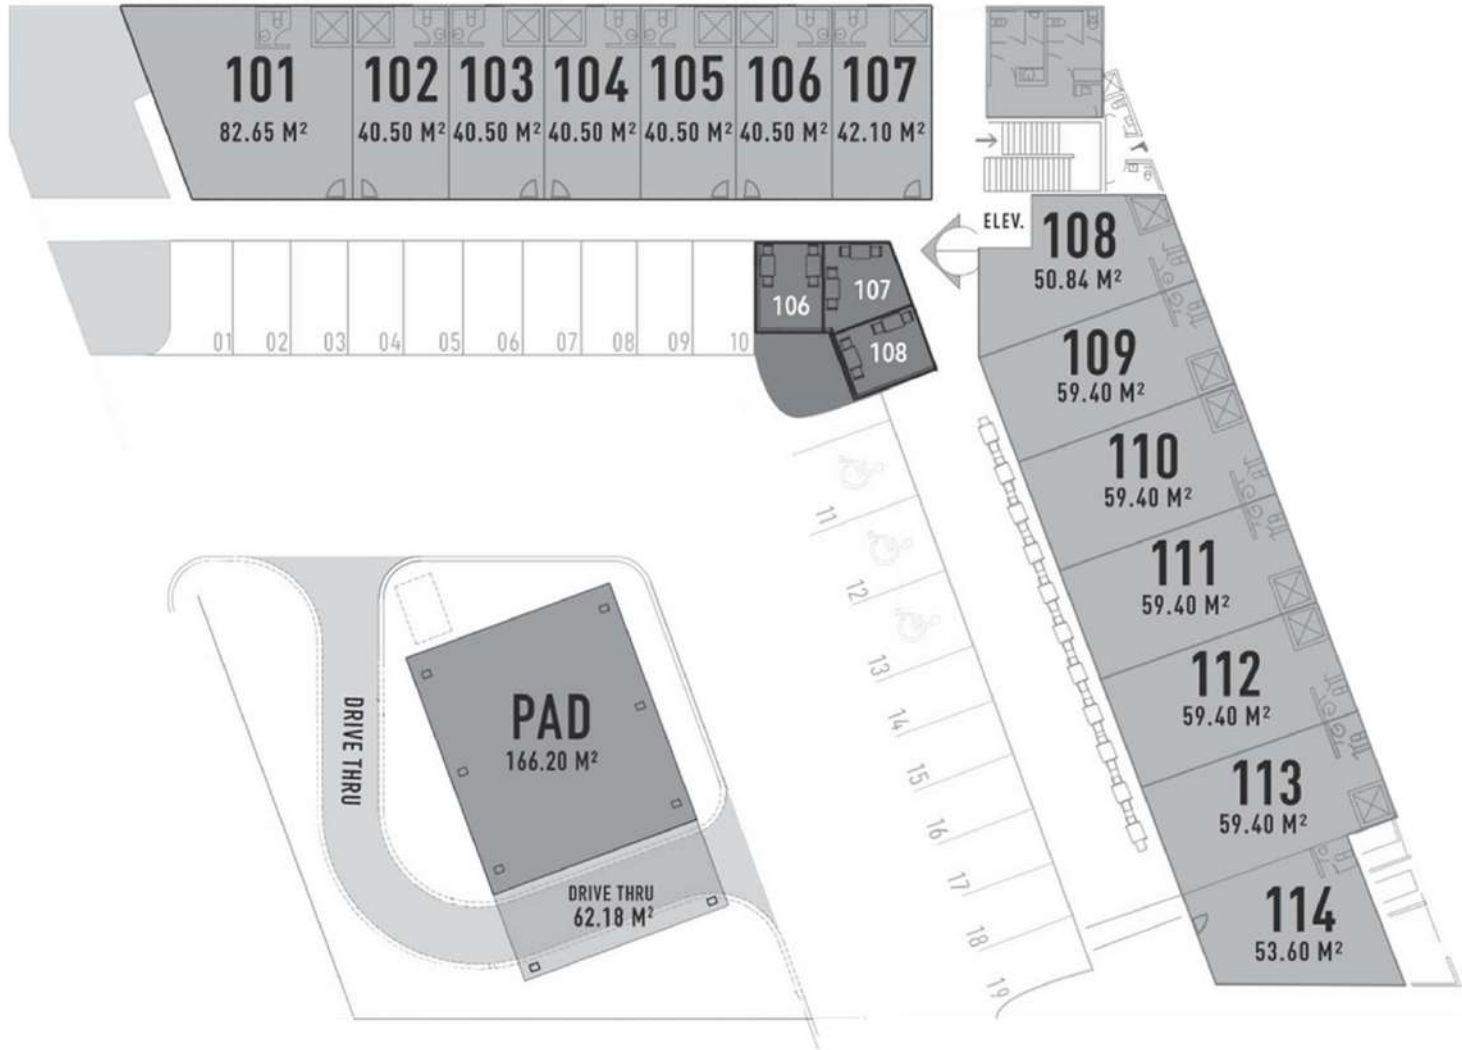 101
82.65 M²
102
40.50 M²
103
40.50 M²
104
40.50 M²
105
40.50 M²
106
40.50 M²
107
42.10 M²
ELEV.
108
50.84 M²
106
107
108
01
02
03
04
05
06
07
08
09
10
109
59.40 M²
110
59.40 M²
111
59.40 M²
112
59.40 M²
113
59.40 M²
114
53.60 M²
11
12
13
14
15
16
17
18
19
PAD
166.20 M²
DRIVE THRU
DRIVE THRU
62.18 M²